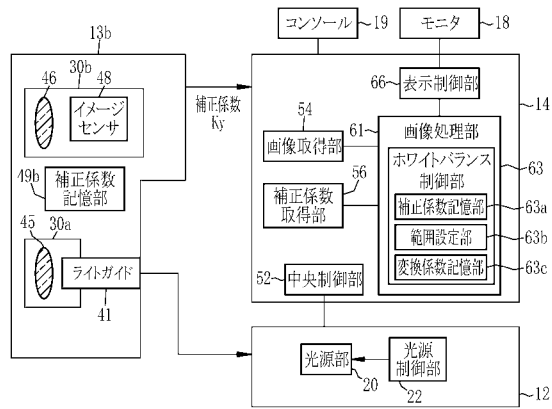 コンソール
19
モニタ
18
13b
30b
46
48
イメージ
センサ
49b
補正係数
記憶部
45
30a
ライトガイド
41
補正係数
Ky
66
表示制御部
14
54
画像取得部
61
画像処理部
ホワイトバランス
制御部
63
56
補正係数
取得部
補正係数記憶部
63a
範囲設定部
63b
変換係数記憶部
63c
52
中央制御部
光源部
20
光源
制御部
22
12